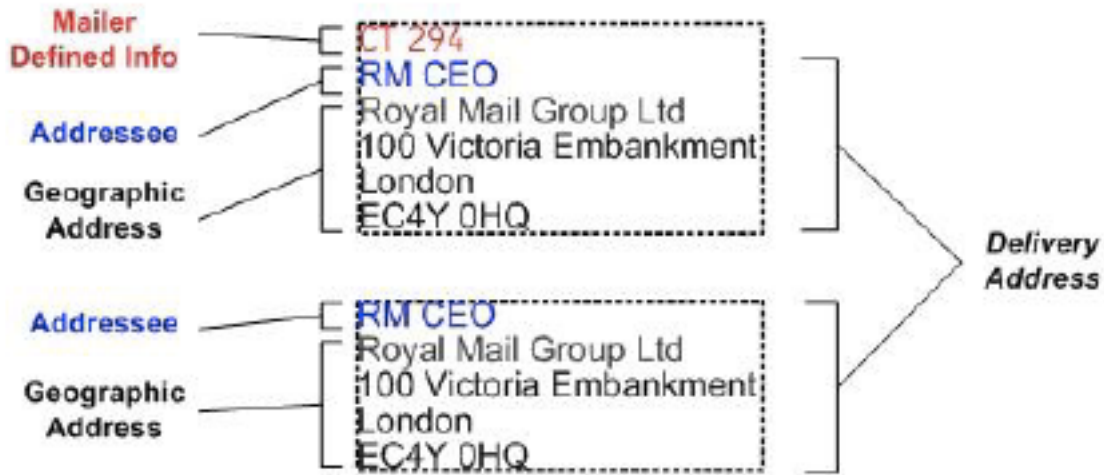 Mailer
Defined Info
CT 294
RM CEO
Addressee
Royal Mail Group Ltd
100 Victoria Embankment
Geographic
Address
London
EC4Y 0HQ
Delivery
Address
Addressee
RM CEO
Royal Mail Group Ltd
Geographic
Address
100 Victoria Embankment
London
EC4Y 0HQ